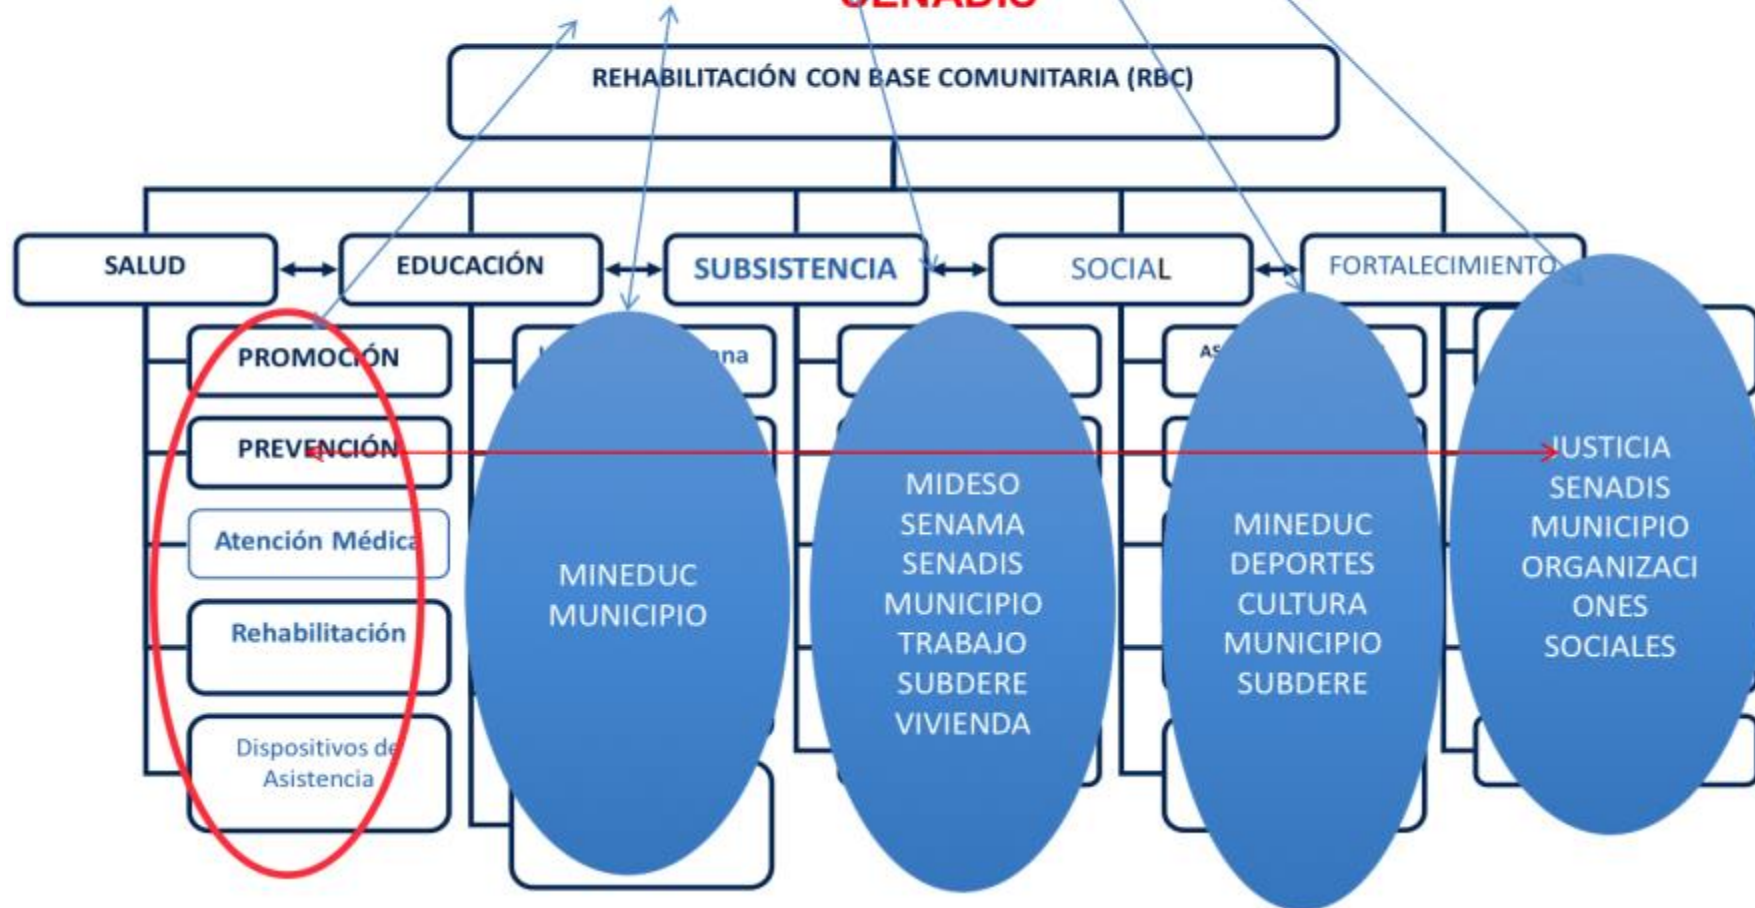 SENADIS
REHABILITACIÓN CON BASE COMUNITARIA (RBC)
SALUD
EDUCACIÓN
SUBSISTENCIA
SOCIAL
FORTALECIMIENTO
PROMOCIÓN
PREVENCIÓN
Atención Médica
Rehabilitación
Dispositivos de
Asistencia
MINEDUC
MUNICIPIO
MIDESO
SENAMA
SENADIS
MUNICIPIO
TRABAJO
SUBDERE
VIVIENDA
MINEDUC
DEPORTES
CULTURA
MUNICIPIO
SUBDERE
JUSTICIA
SENADIS
MUNICIPIO
ORGANIZACI
ONES
SOCIALES